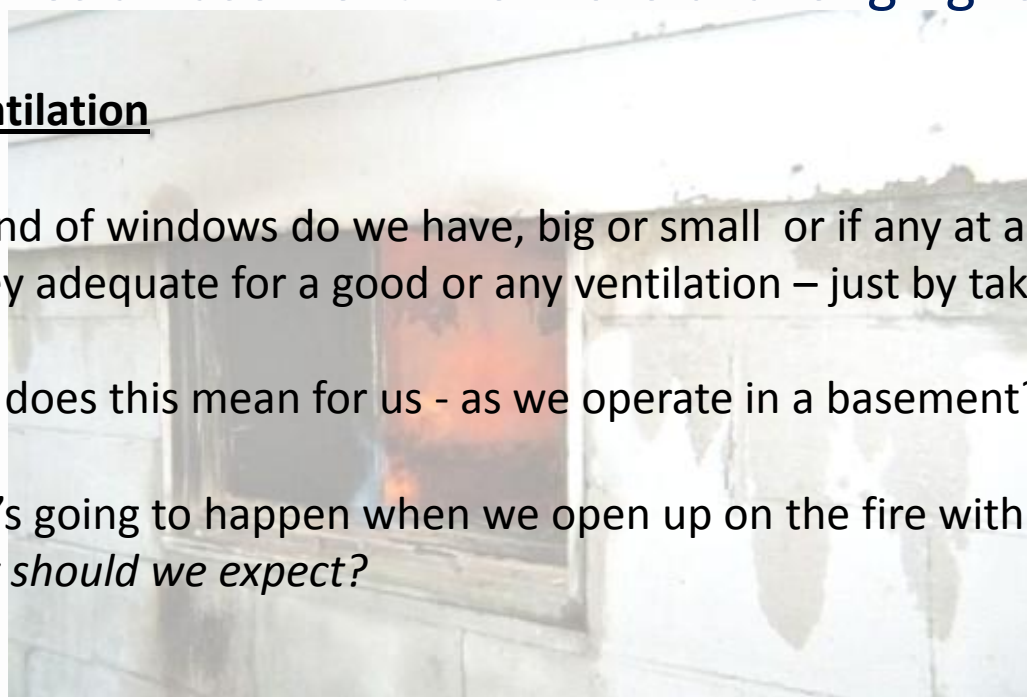 ntilation
nd of windows do we have, big or small or if any at a
y adequate for a good or any ventilation – just by tak
does this mean for us - as we operate in a basement?
's going to happen when we open up on the fire with
should we expect?